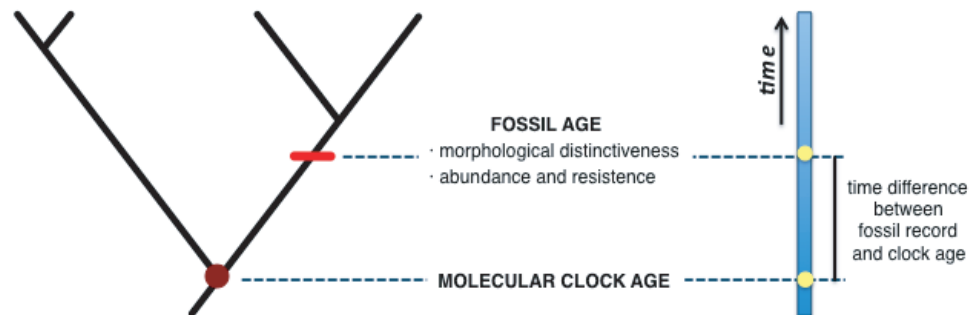 time
FOSSIL AGE
· morphological distinctiveness
· abundance and resistence
time difference
between
fossil record
and clock age
MOLECULAR CLOCK AGE